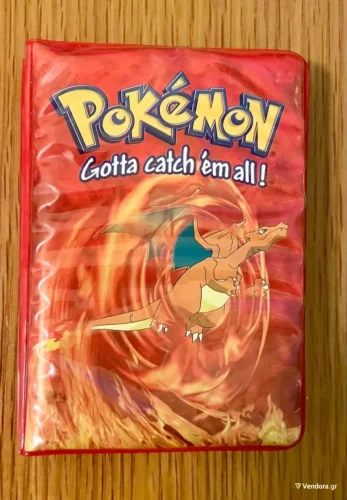 POKéMON
Gotta catch 'em all!
Vendora.gr